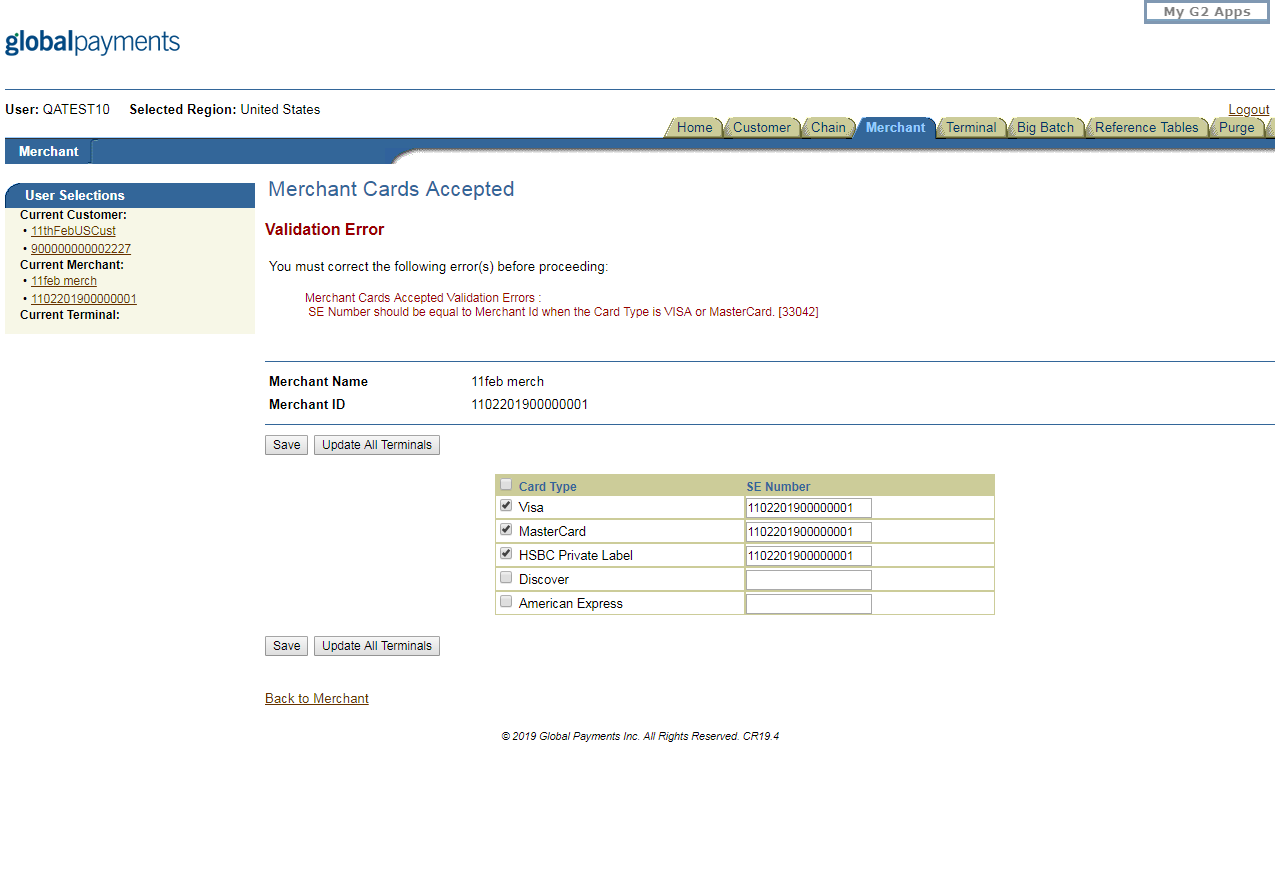 My G2 Apps
globalpayments
User: QATEST10 Selected Region: United States
Logout
Home Customer Chain Merchant Terminal Big Batch Reference Tables Purge
Merchant
User Selections
Current Customer:
• 11thFebUSCust
• 900000000002227
Current Merchant:
• 11feb merch
• 1102201900000001
Current Terminal:
Merchant Cards Accepted
Validation Error
You must correct the following error(s) before proceeding:
Merchant Cards Accepted Validation Errors :
SE Number should be equal to Merchant Id when the Card Type is VISA or MasterCard. [33042]
Merchant Name 11feb merch
Merchant ID 1102201900000001
Save Update All Terminals
Card Type SE Number
Visa 1102201900000001
MasterCard 1102201900000001
HSBC Private Label 1102201900000001
Discover
American Express
Save Update All Terminals
Back to Merchant
© 2019 Global Payments Inc. All Rights Reserved. CR19.4